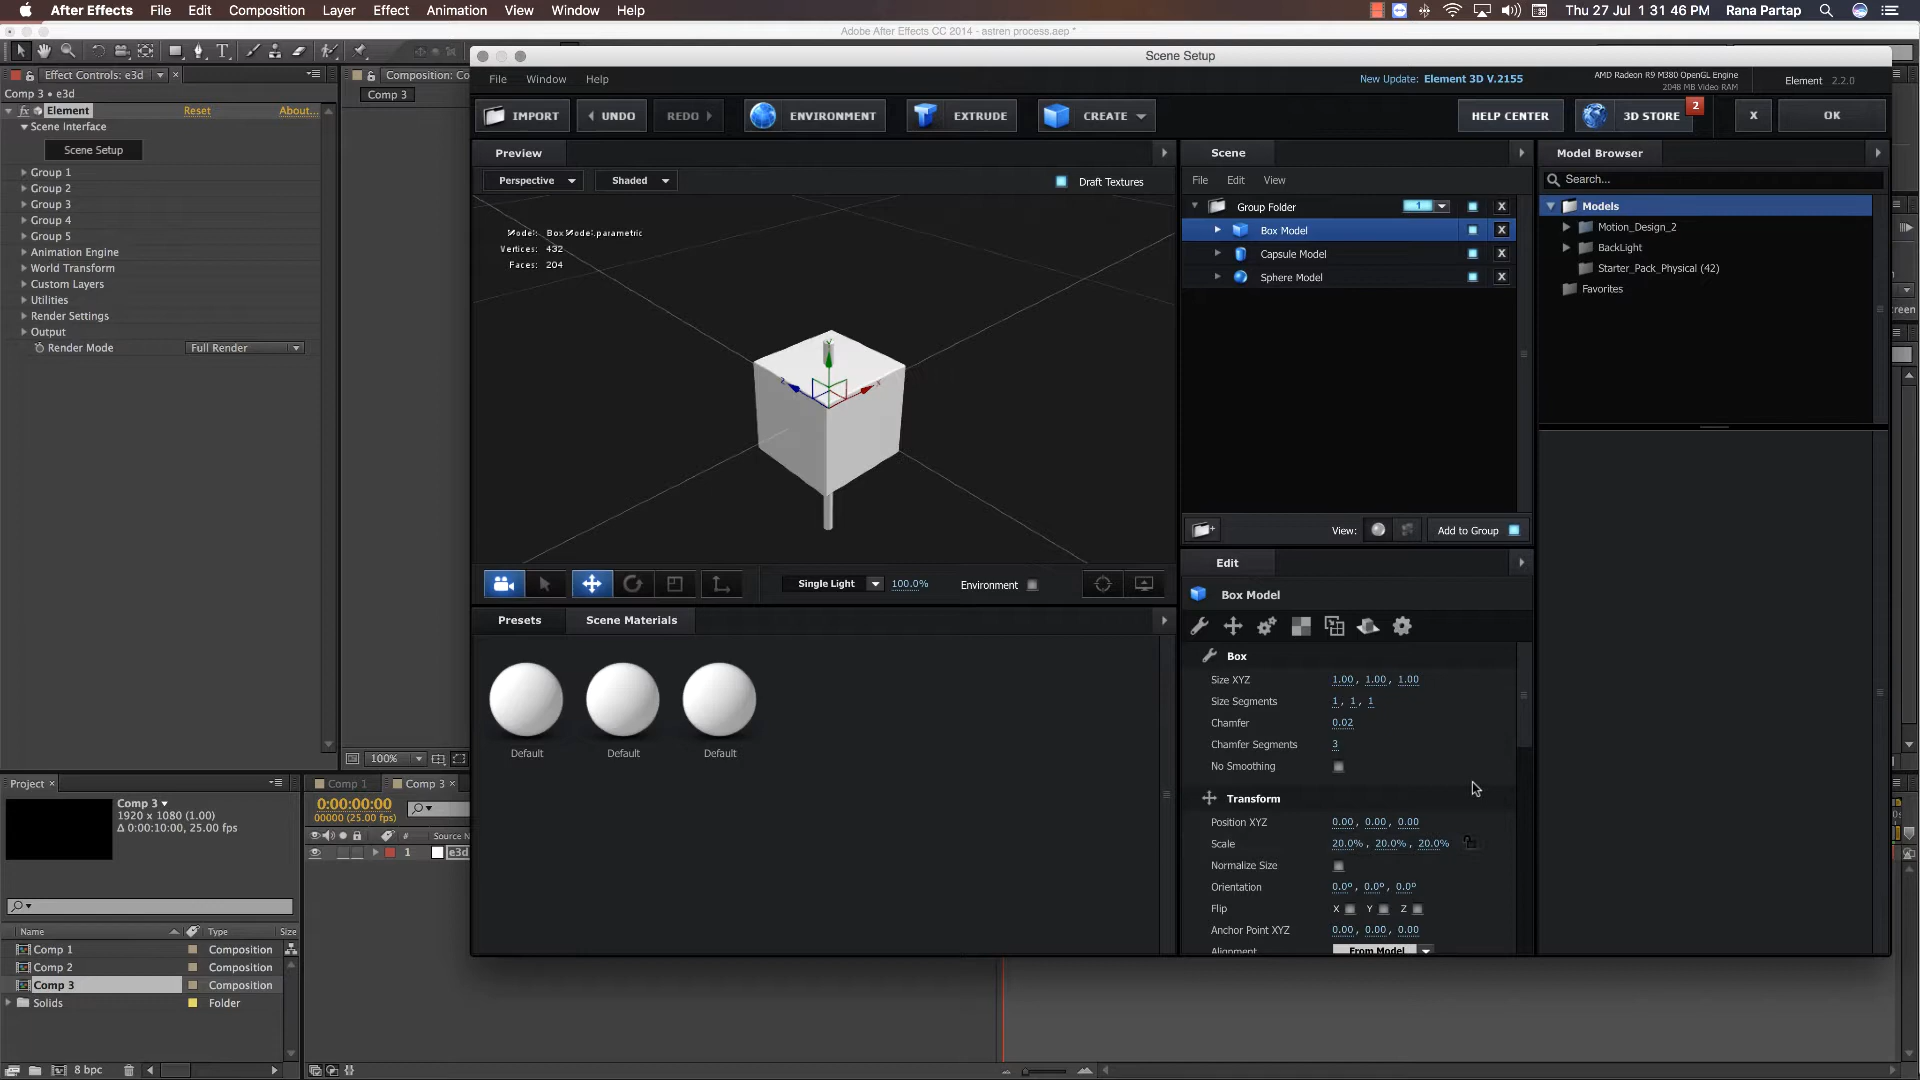 After Effects File Edit Composition Layer Effect Animation View Window Help
Thu 27 Jul 1 31 46 PM Rana Partap
Adobe After Effects CC 2014 - astren process.aep *
Effect Controls: e3d
Composition: Co
Comp 3 • e3d
Comp 3
fx Element Reset About...
Scene Interface
Scene Setup
Group 1
Group 2
Group 3
Group 4
Group 5
Animation Engine
World Transform
Custom Layers
Utilities
Render Settings
Output
Render Mode Full Render
100%
Scene Setup
File Window Help
New Update: Element 3D V.2155
AMD Radeon R9 M380 OpenGL Engine
2048 MB Video RAM
Element 2.2.0
IMPORT UNDO REDO ENVIRONMENT EXTRUDE CREATE HELP CENTER 3D STORE 2 X OK
Preview
Perspective Shaded Draft Textures
Vertices: 432
Faces: 204
Single Light 100.0% Environment
Presets Scene Materials
Default Default Default
Scene
File Edit View
Group Folder 1 X
Box Model X
Capsule Model X
Sphere Model X
View: Add to Group
Edit
Box Model
Box
Size XYZ 1.00, 1.00, 1.00
Size Segments 1, 1, 1
Chamfer 0.02
Chamfer Segments 3
No Smoothing
Transform
Position XYZ 0.00, 0.00, 0.00
Scale 20.0%, 20.0%, 20.0%
Normalize Size
Orientation 0.0º, 0.0º, 0.0º
Flip X Y Z
Anchor Point XYZ 0.00, 0.00, 0.00
Alignment From Model
Model Browser
Search...
Models
Motion_Design_2
BackLight
Starter_Pack_Physical (42)
Favorites
reen
Project
Comp 3
1920 x 1080 (1.00)
Δ 0:00:10:00, 25.00 fps
Name Type Size
Comp 1 Composition
Comp 2 Composition
Comp 3 Composition
Solids Folder
8 bpc
Comp 1 Comp 3
0:00:00:00
00000 (25.00 fps)
# Source N
1 e3d